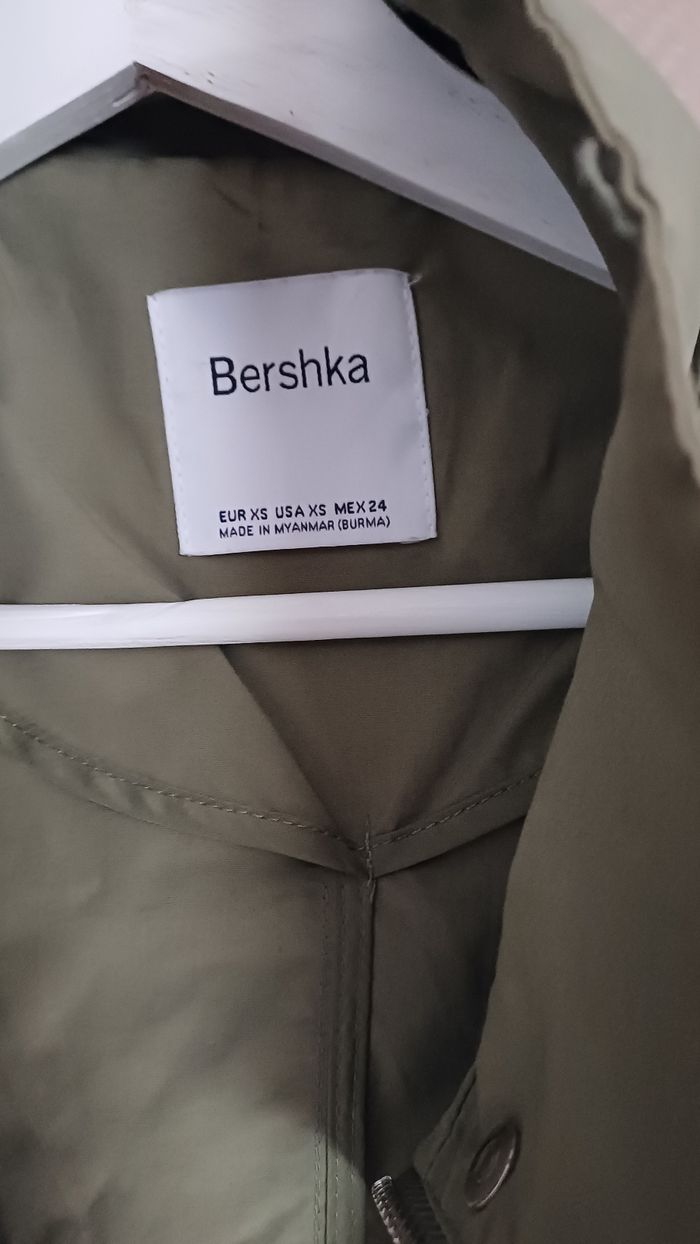 Bershka
EUR XS USA XS MEX 24
MADE IN MYANMAR (BURMA)